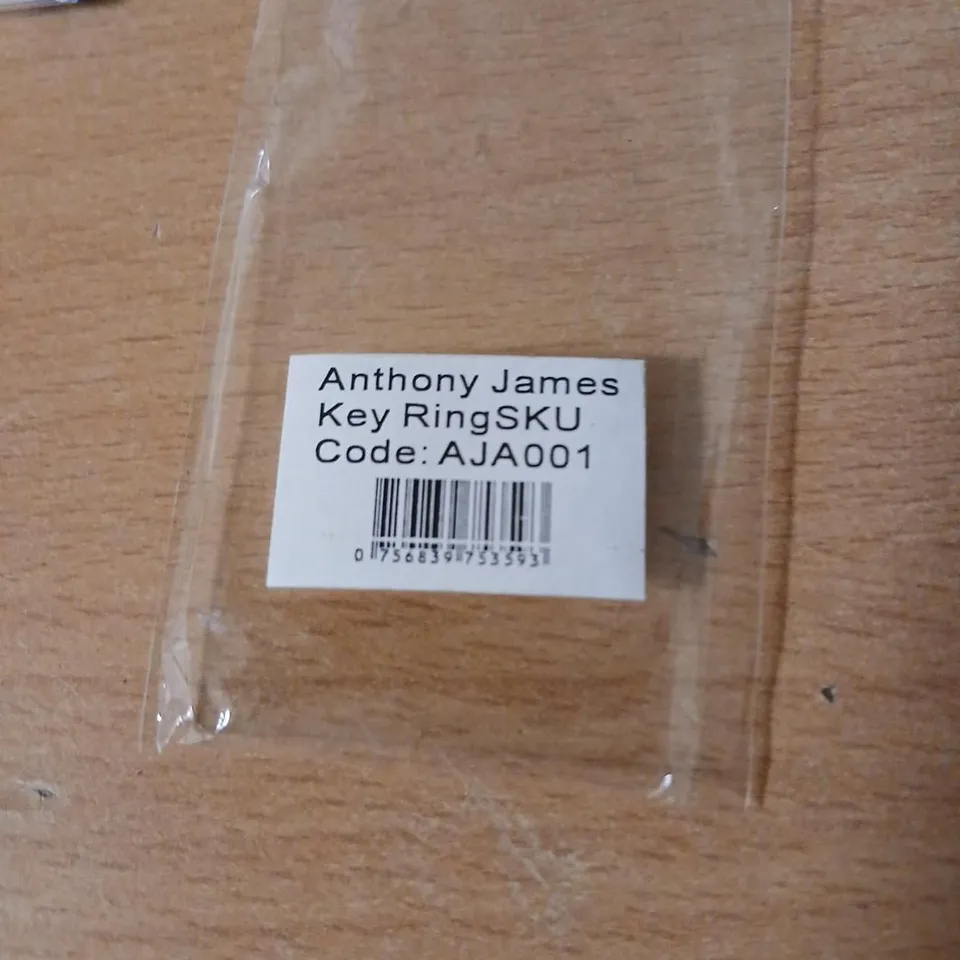 Anthony James
Key RingSKU
Code: AJA001
0 756839 753593